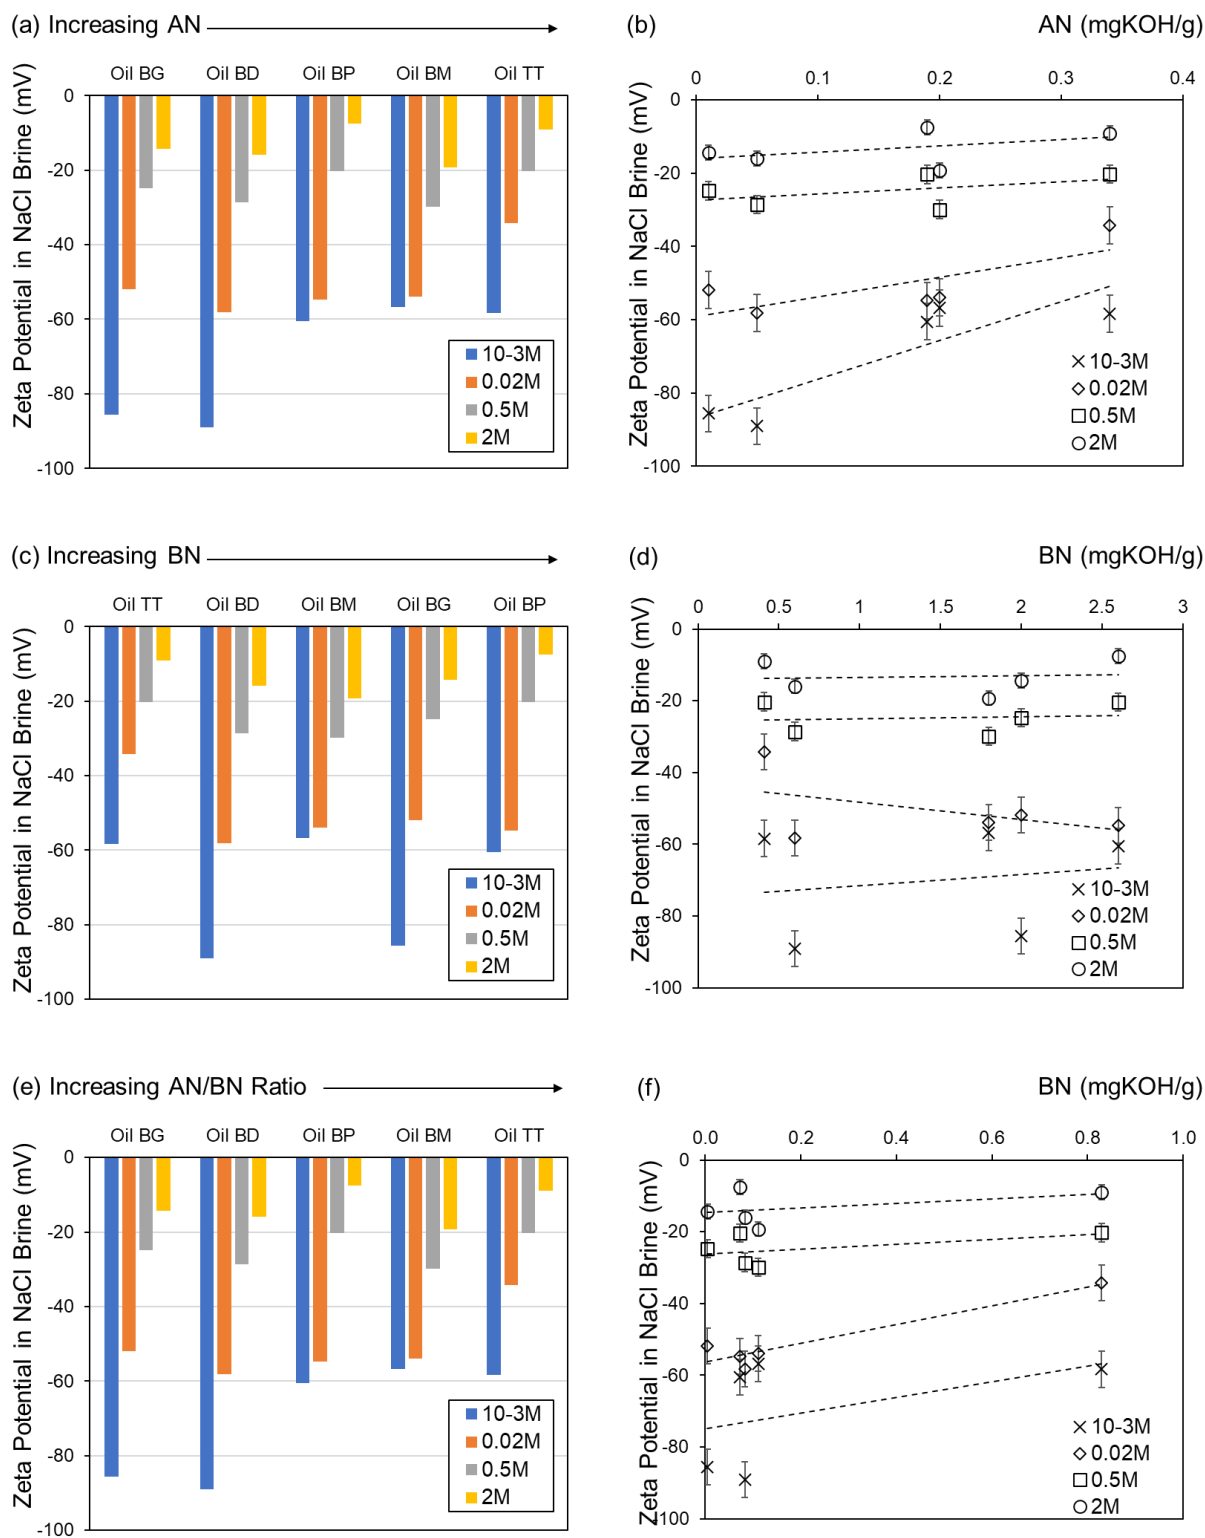 (a) Increasing AN
Oil BG Oil BD Oil BP Oil BM Oil TT
Zeta Potential in NaCl Brine (mV)
0
-20
-40
-60
-80
-100
10-3M
0.02M
0.5M
2M
(b)
AN (mgKOH/g)
0 0.1 0.2 0.3 0.4
Zeta Potential in NaCl Brine (mV)
0
-20
-40
-60
-80
-100
10-3M
0.02M
0.5M
2M
(c) Increasing BN
Oil TT Oil BD Oil BM Oil BG Oil BP
Zeta Potential in NaCl Brine (mV)
0
-20
-40
-60
-80
-100
10-3M
0.02M
0.5M
2M
(d)
BN (mgKOH/g)
0 0.5 1 1.5 2 2.5 3
Zeta Potential in NaCl Brine (mV)
0
-20
-40
-60
-80
-100
10-3M
0.02M
0.5M
2M
(e) Increasing AN/BN Ratio
Oil BG Oil BD Oil BP Oil BM Oil TT
Zeta Potential in NaCl Brine (mV)
0
-20
-40
-60
-80
-100
10-3M
0.02M
0.5M
2M
(f)
BN (mgKOH/g)
0.0 0.2 0.4 0.6 0.8 1.0
Zeta Potential in NaCl Brine (mV)
0
-20
-40
-60
-80
-100
10-3M
0.02M
0.5M
2M